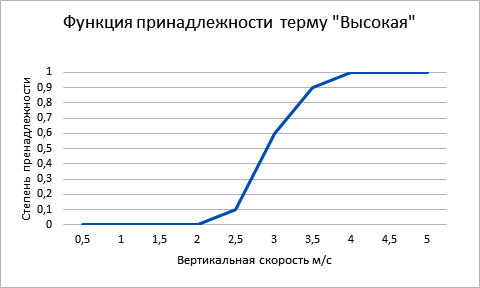 Функция принадлежности терму "Высокая"
Степень пренадлежности
1
0,9
0,8
0,7
0,6
0,5
0,4
0,3
0,2
0,1
0
0,5 1 1,5 2 2,5 3 3,5 4 4,5 5
Вертикальная скорость м/с